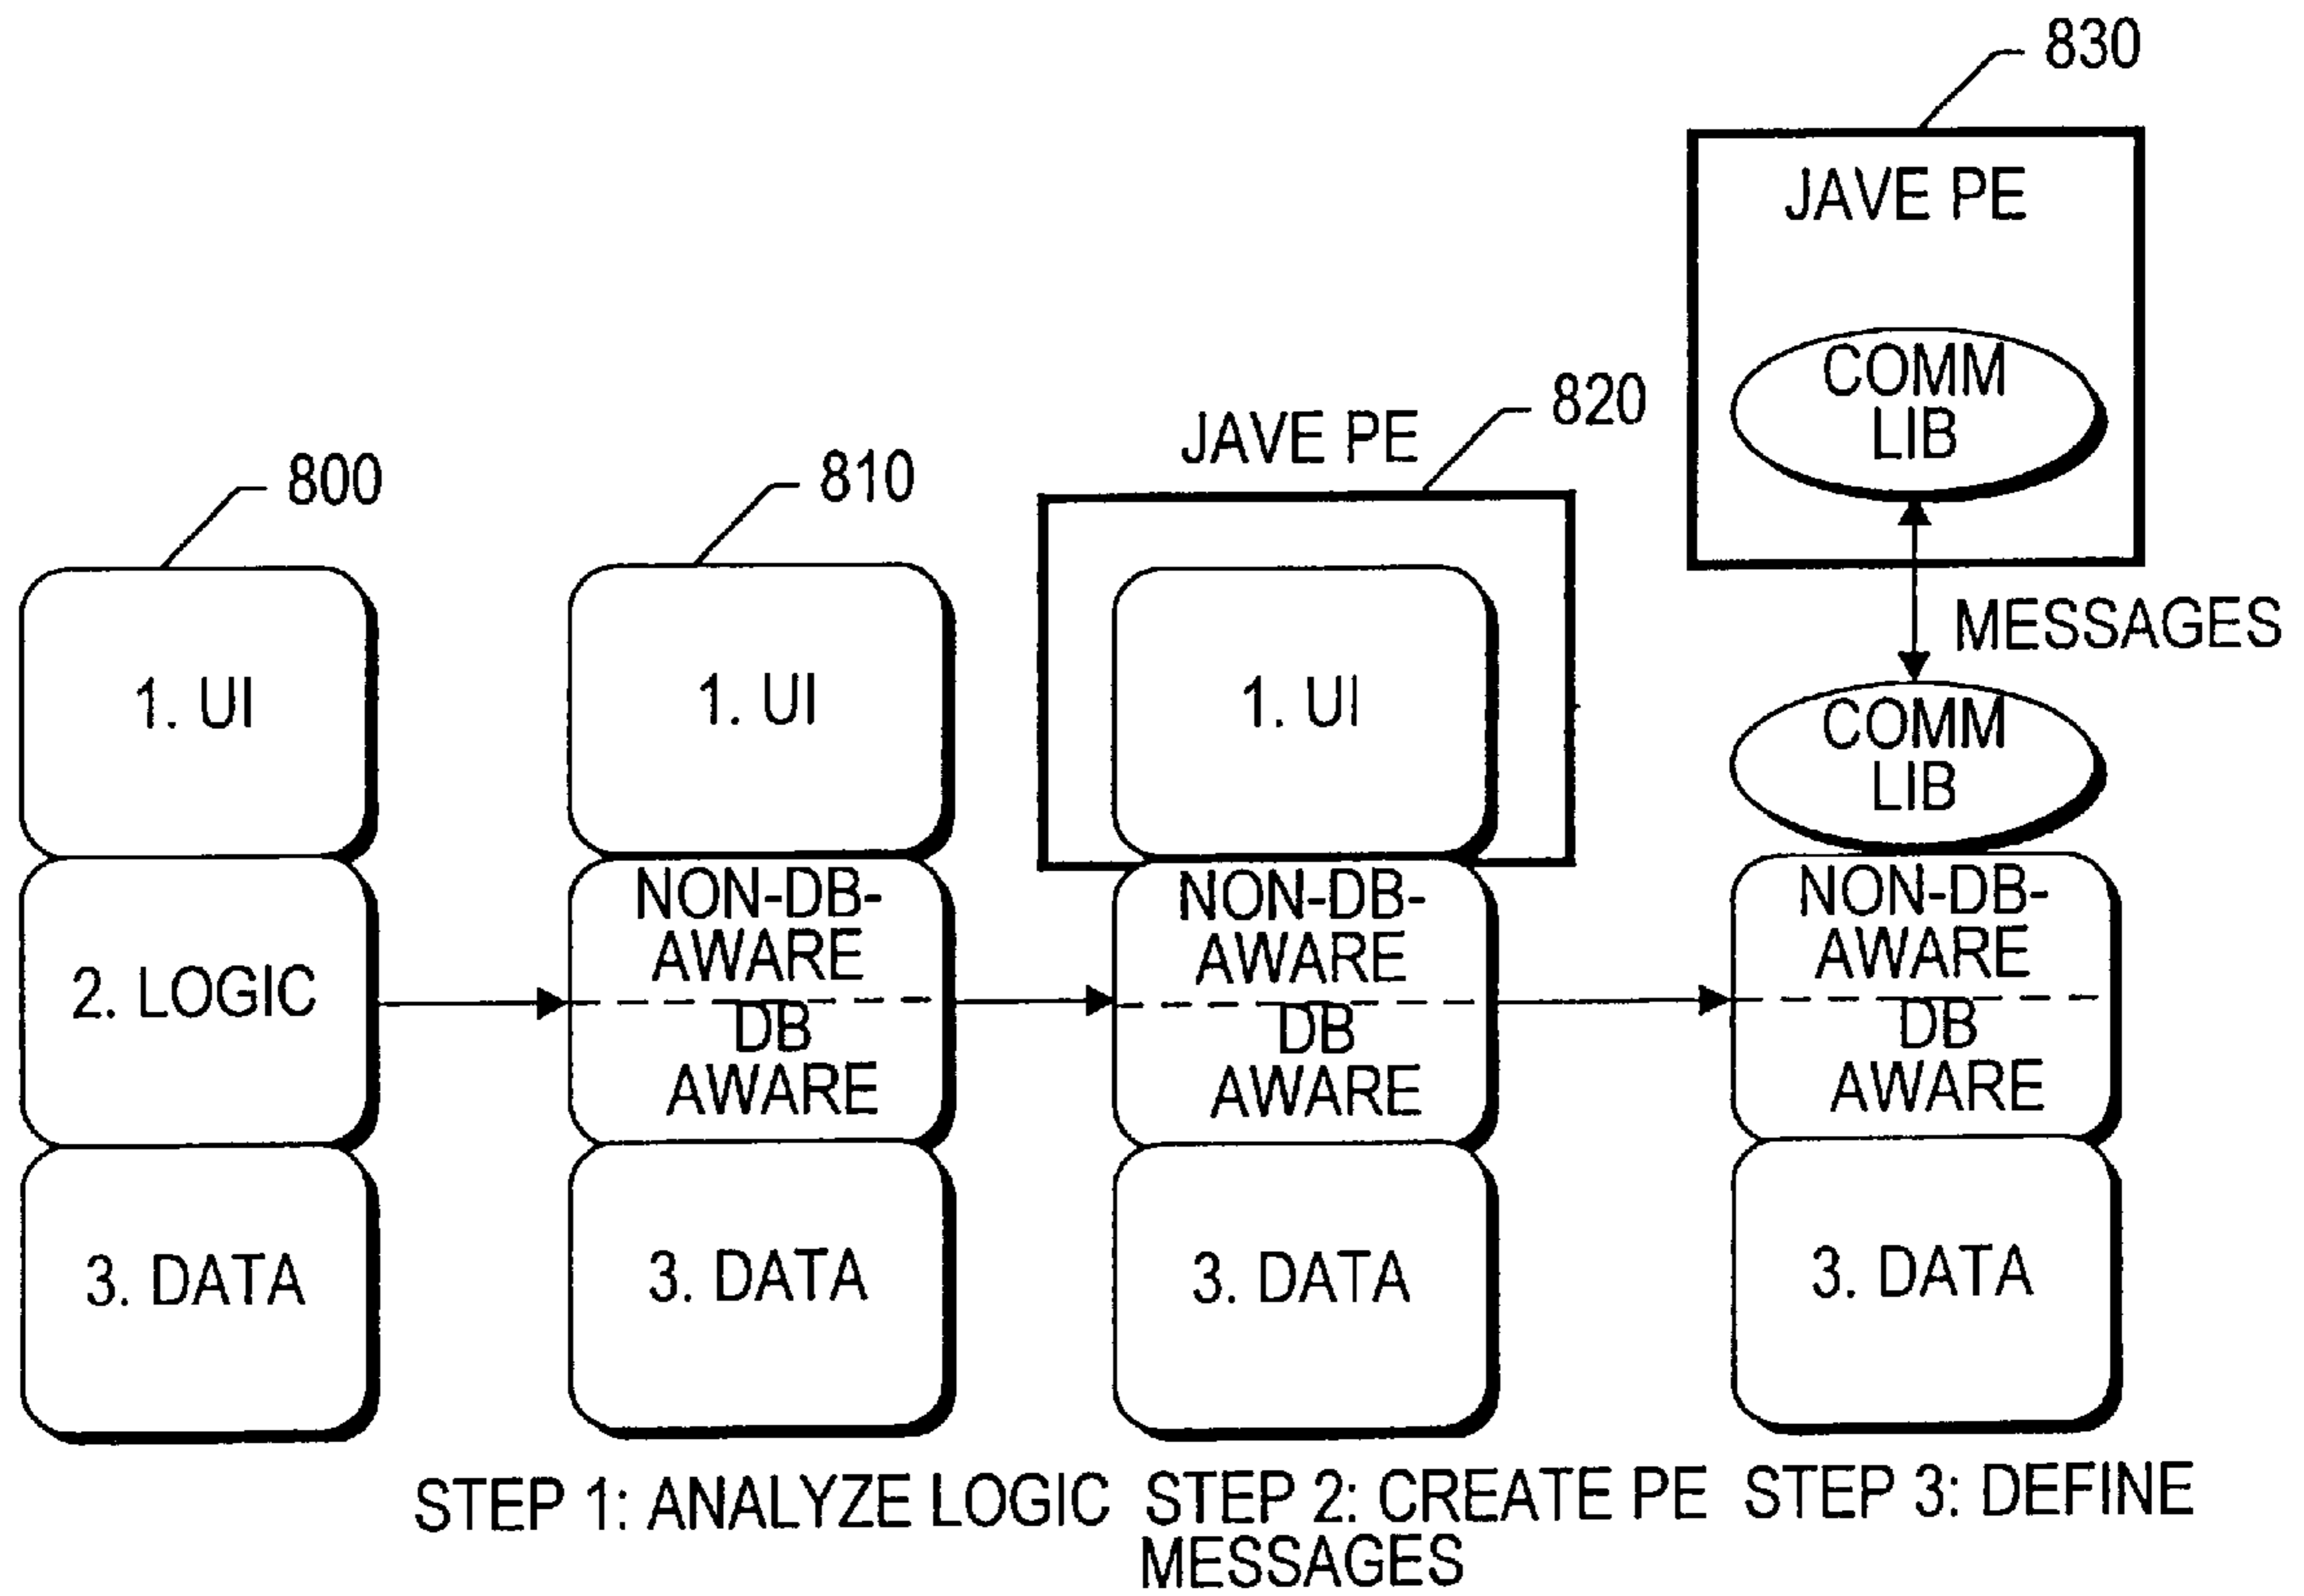 830
JAVE PE
COMM
LIB
MESSAGES
COMM
LIB
820
JAVE PE
800
810
1. UI
1. UI
1. UI
2. LOGIC
NON-DB-
AWARE
DB
AWARE
NON-DB-
AWARE
DB
AWARE
NON-DB-
AWARE
DB
AWARE
3. DATA
3. DATA
3. DATA
3. DATA
STEP 1: ANALYZE LOGIC STEP 2: CREATE PE STEP 3: DEFINE
MESSAGES